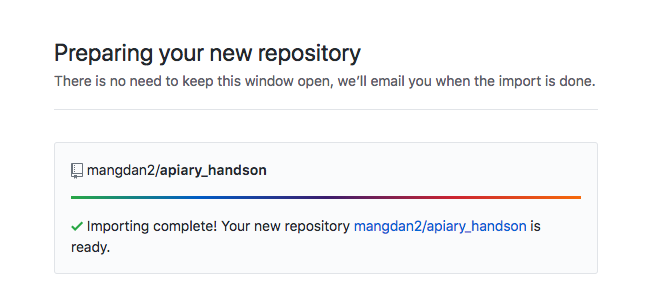 Preparing your new repository
There is no need to keep this window open, we’ll email you when the import is done.
mangdan2/apiary_handson
Importing complete! Your new repository mangdan2/apiary_handson is
ready.